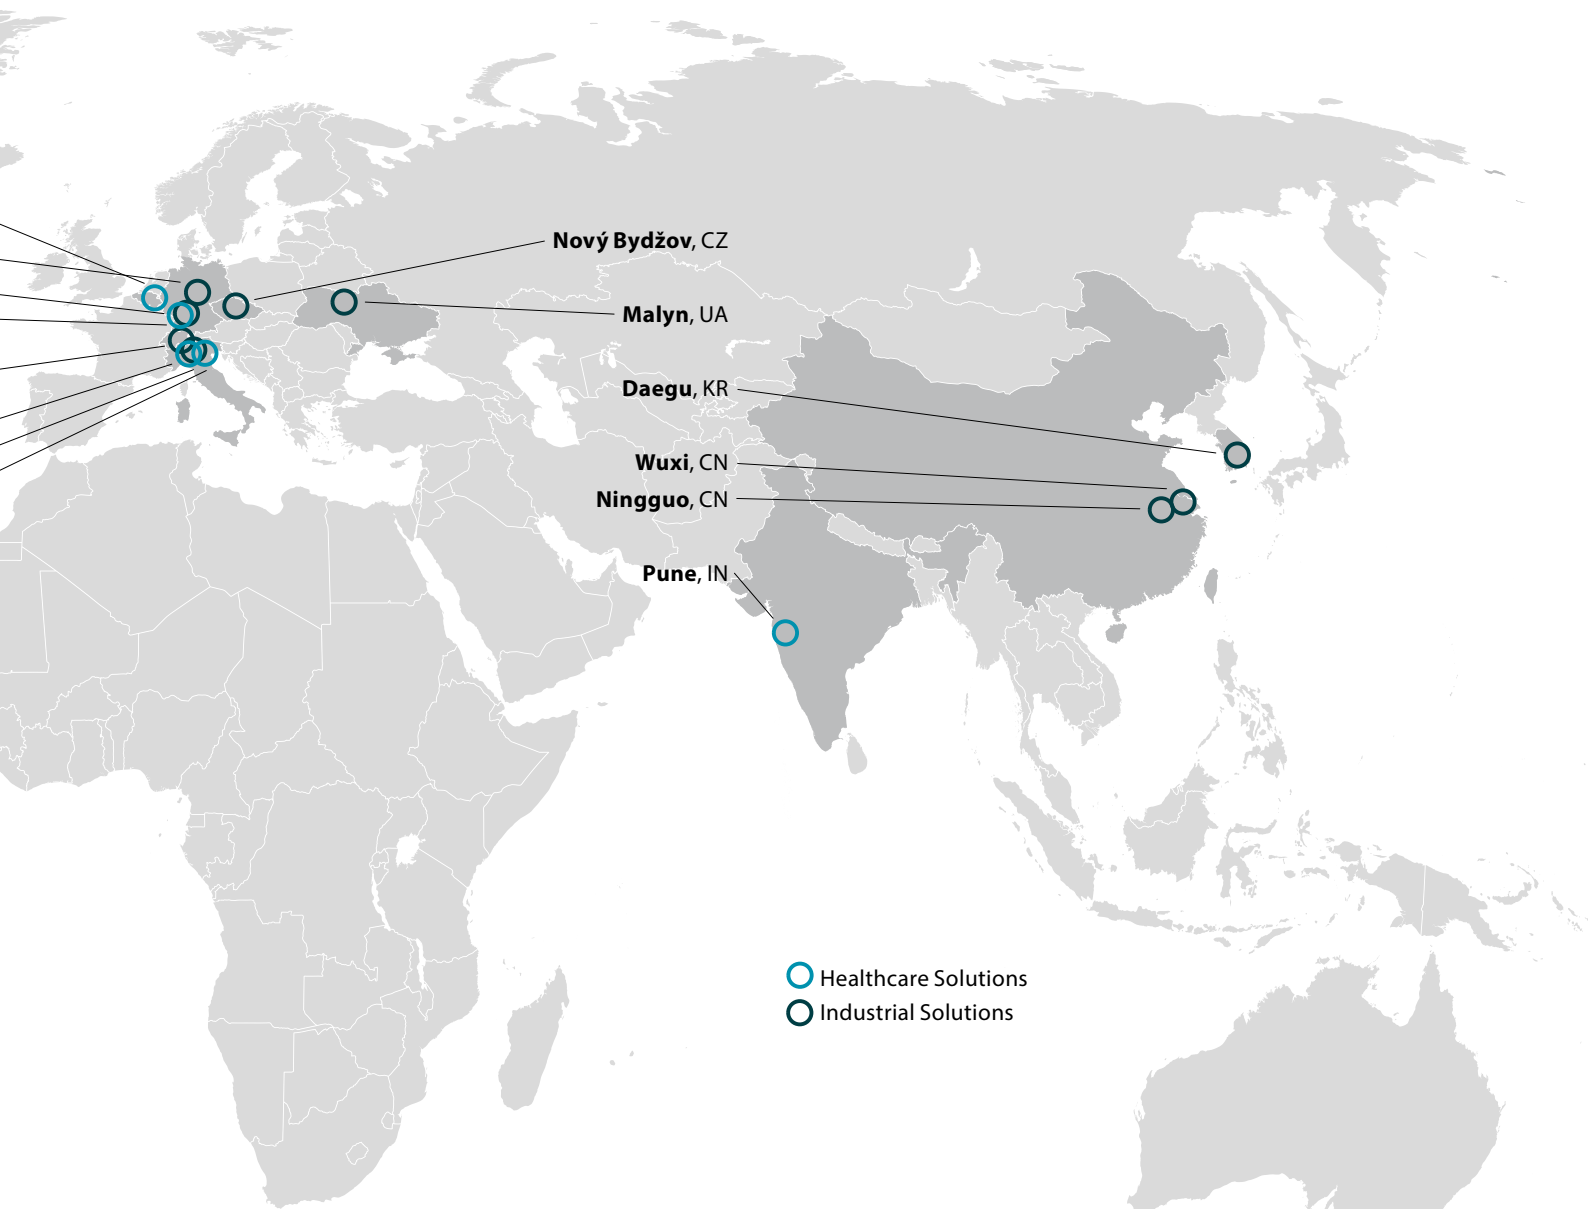 Nový Bydžov, CZ
Malyn, UA
Daegu, KR
Wuxi, CN
Ningguo, CN
Pune, IN
Healthcare Solutions
Industrial Solutions